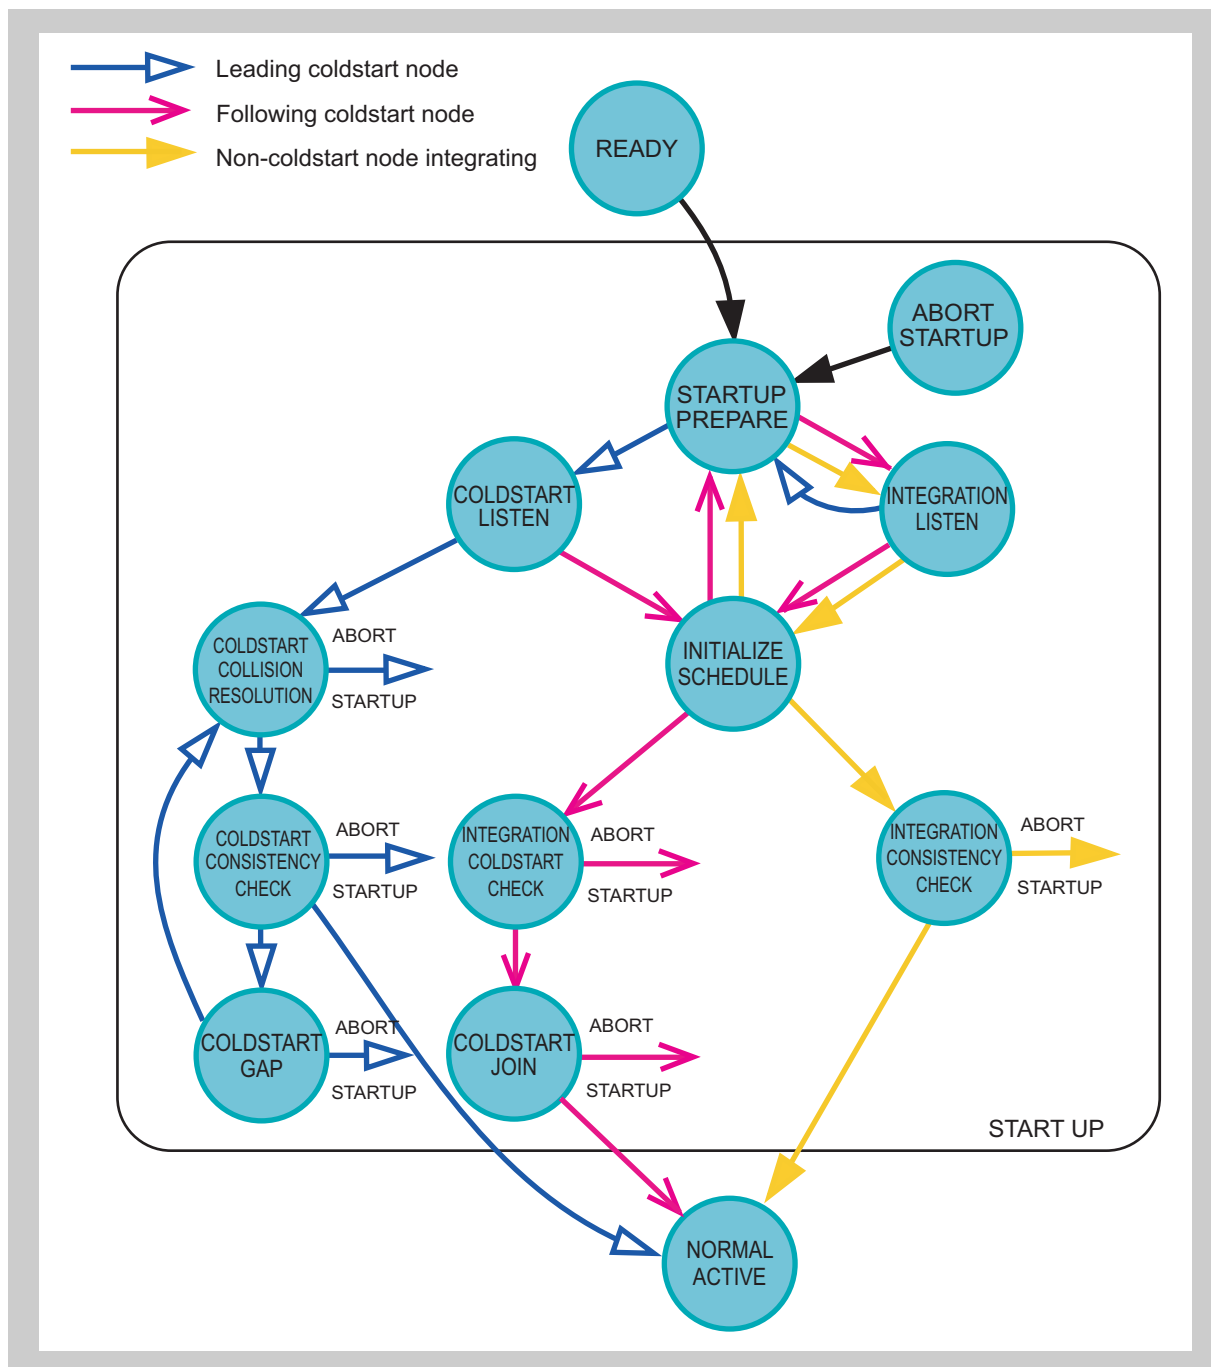 Leading coldstart node
Following coldstart node
Non-coldstart node integrating
READY
ABORT
STARTUP
STARTUP
PREPARE
COLDSTART
LISTEN
INTEGRATION
LISTEN
COLDSTART
COLLISION
RESOLUTION
ABORT
STARTUP
INITIALIZE
SCHEDULE
COLDSTART
CONSISTENCY
CHECK
ABORT
STARTUP
INTEGRATION
COLDSTART
CHECK
ABORT
STARTUP
INTEGRATION
CONSISTENCY
CHECK
ABORT
STARTUP
COLDSTART
GAP
ABORT
STARTUP
COLDSTART
JOIN
ABORT
STARTUP
START UP
NORMAL
ACTIVE